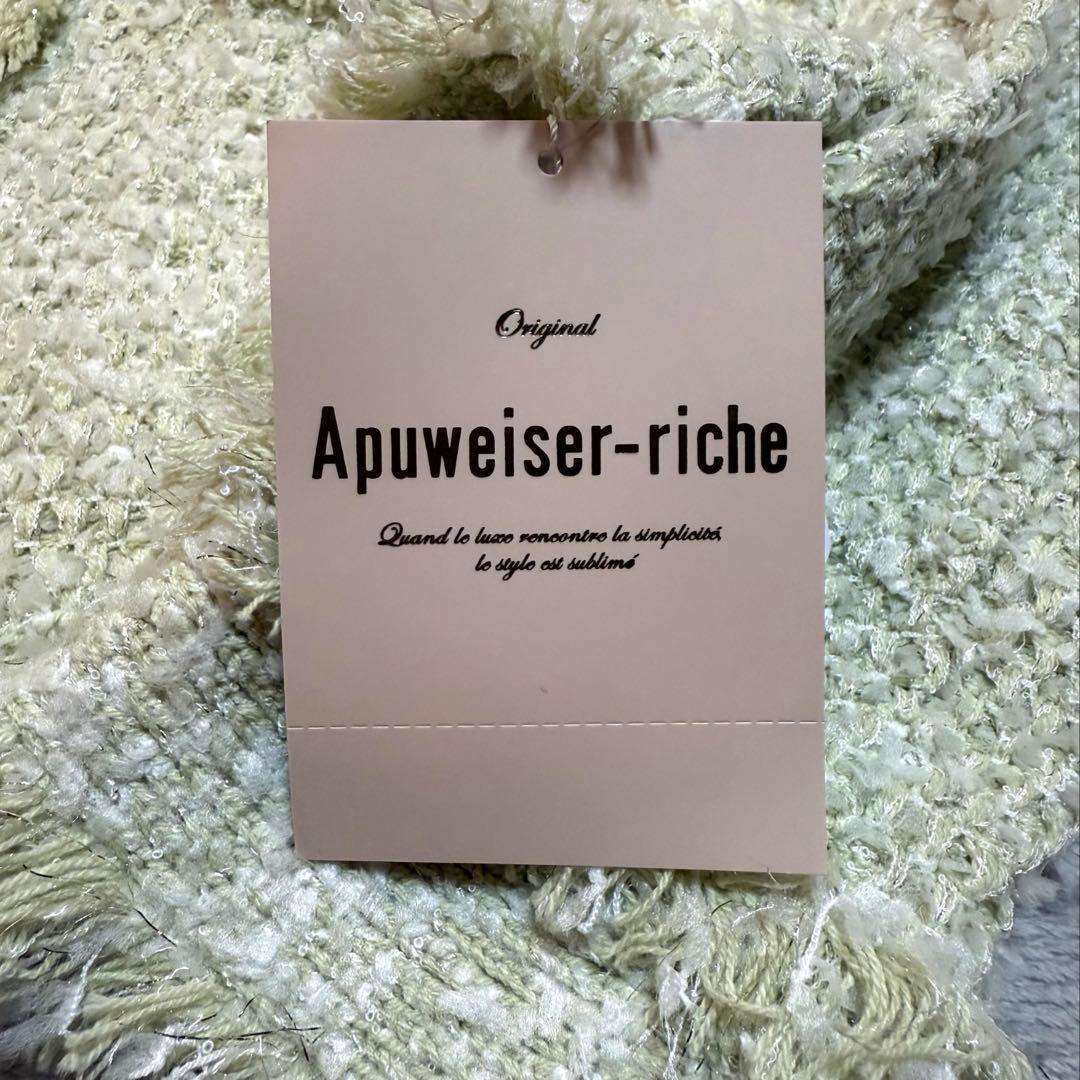 Original
Apuweiser-riche
Quand le luxe rencontre la simplicité,
le style est sublimé